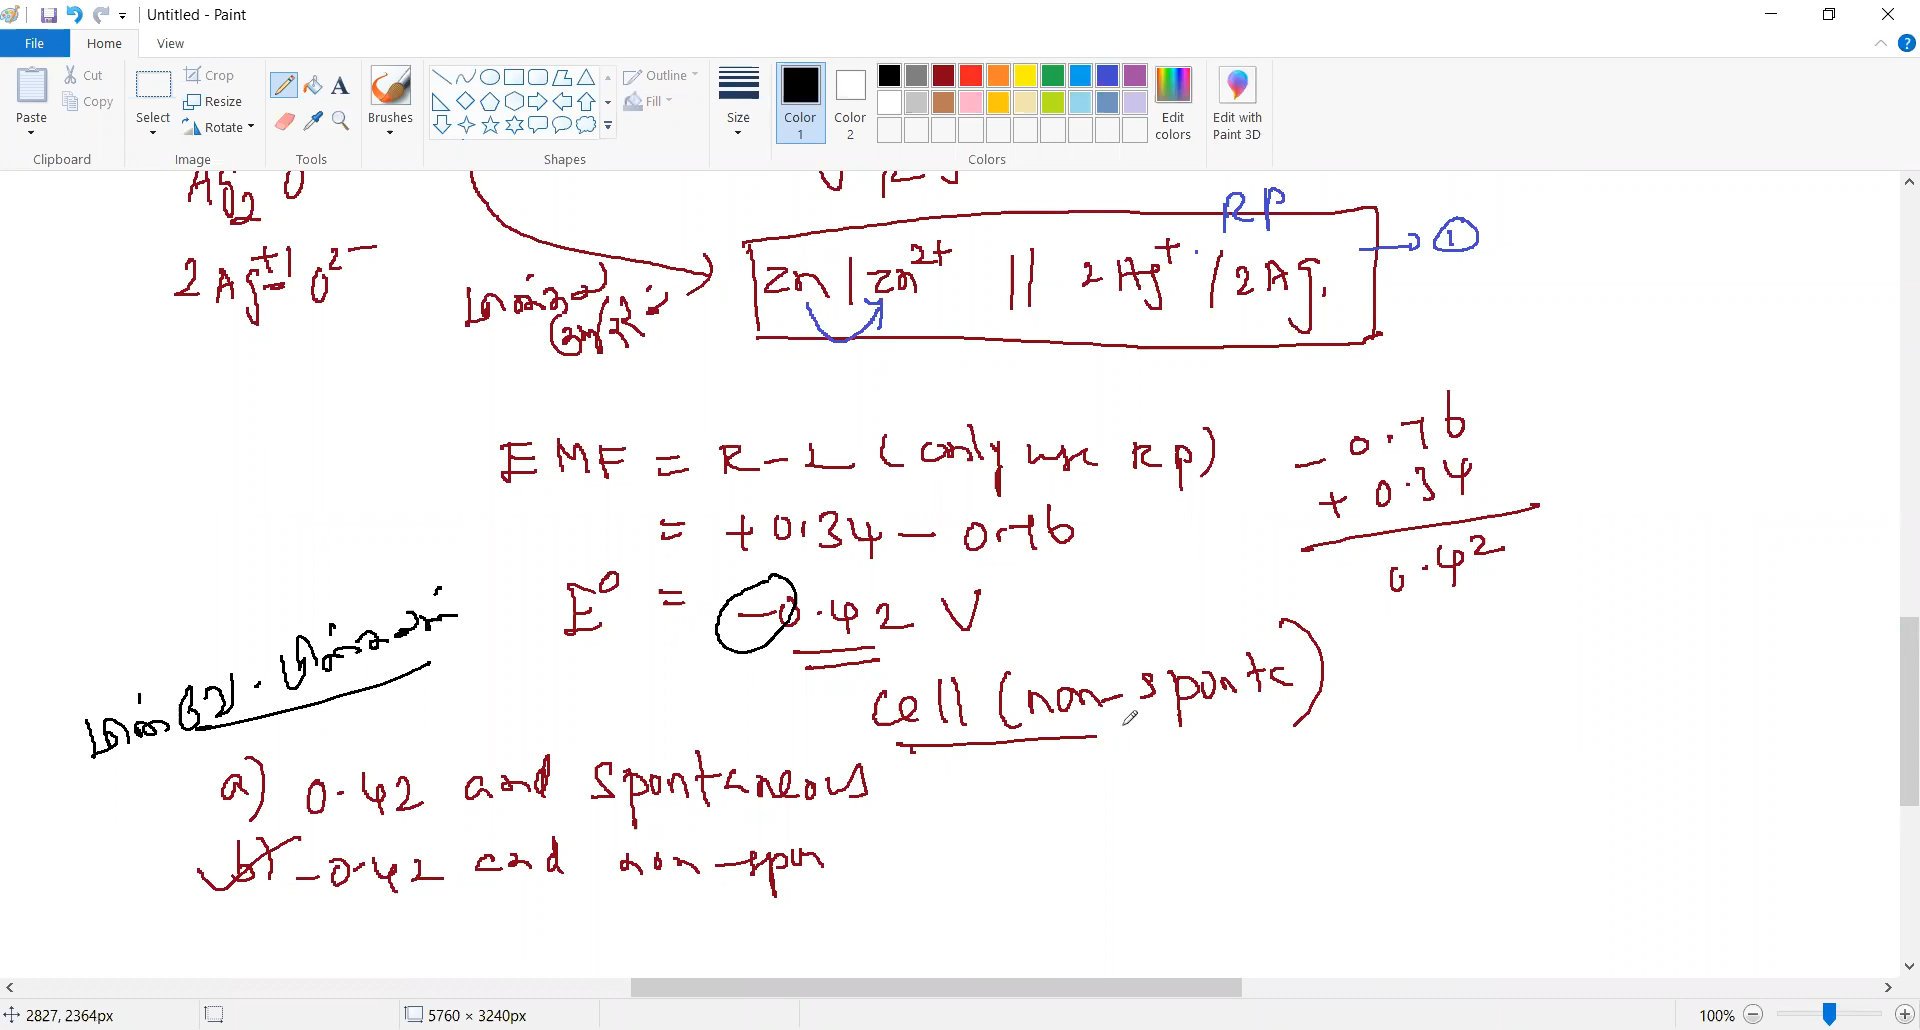 Untitled - Paint
File Home View
Paste
Cut
Copy
Clipboard
Select
Crop
Resize
Rotate
Image
Tools
Brushes
Shapes
Outline
Fill
Size
Color 1
Color 2
Edit colors
Edit with Paint 3D
Colors
Ag2 O
2 Ag+1 O2-
RP
Zn | Zn2+ || 2 Ag+ / 2 Ag.
1
EMF = R - L (only use RP)
= +0.34 - 0.76
E0 = -0.42 V
- 0.76
+ 0.34
0.42
cell (non-spontc)
a) 0.42 and spontaneous
b) -0.42 and non-spon
2827, 2364px
5760 × 3240px
100%